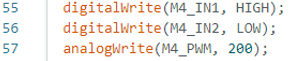 55 digitalWrite(M4_IN1, HIGH);
56 digitalWrite(M4_IN2, LOW);
57 analogWrite(M4_PWM, 200);